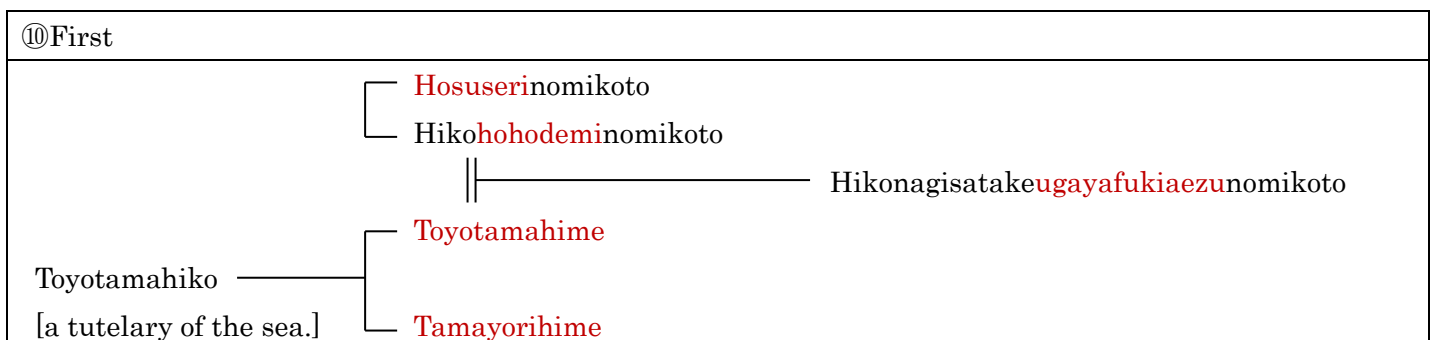 ⑩First
Hosuserinomikoto
Hikohohodeminomikoto
Hikonagisatakeugayafukiaezunomikoto
Toyotamahime
Toyotamahiko
[a tutelary of the sea.]
Tamayorihime